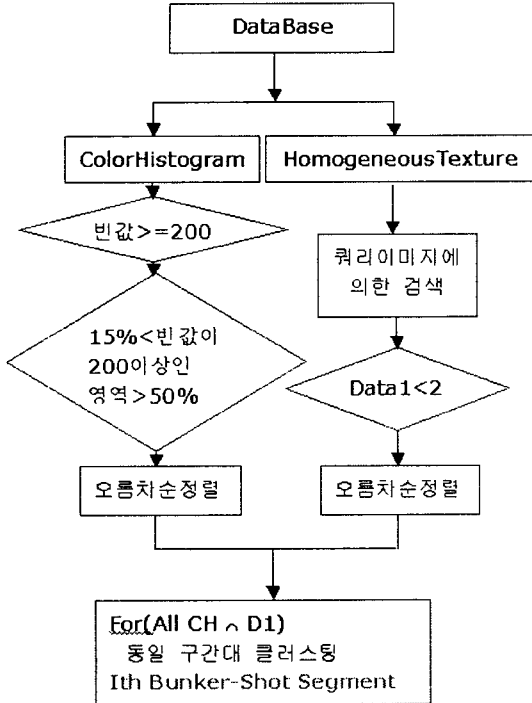 DataBase
ColorHistogram
HomogeneousTexture
빈값>=200
쿼리이미지에
의한 검색
15%<빈값이
200이상인
영역>50%
Data1<2
오름차순정렬
오름차순정렬
For(All CH ∩ D1)
동일 구간대 클러스팅
Ith Bunker-Shot Segment